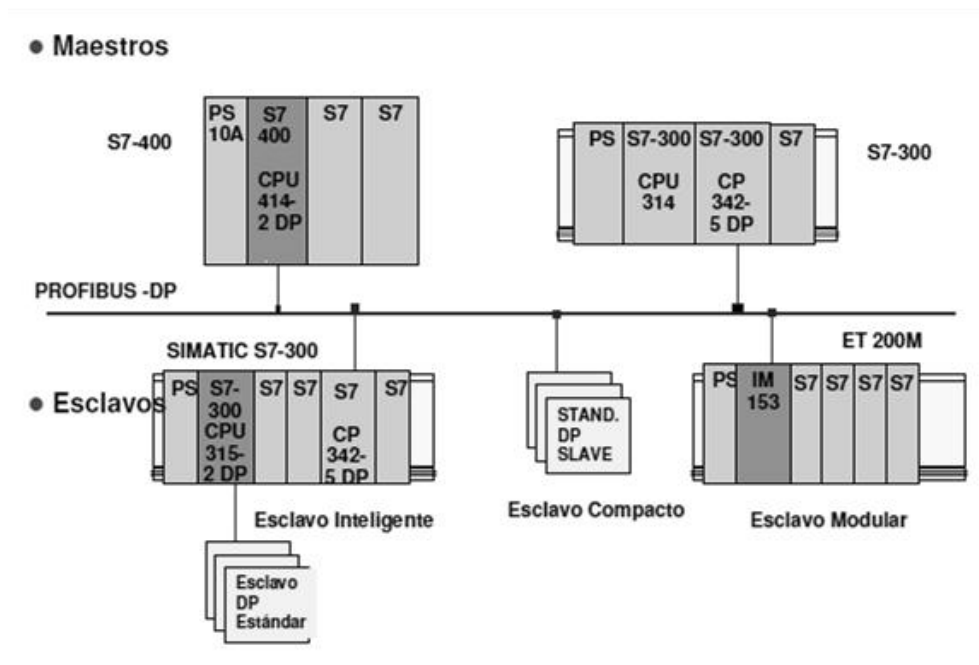 ● Maestros
S7-400
PS
10A
S7
400
CPU
414-
2 DP
S7
S7
PS
S7-300
CPU
314
S7-300
CP
342-
5 DP
S7
S7-300
PROFIBUS -DP
SIMATIC S7-300
● Esclavos
PS
S7-
300
CPU
315-
2 DP
S7
S7
S7
CP
342-
5 DP
S7
Esclavo Inteligente
Esclavo
DP
Estándar
STAND.
DP
SLAVE
Esclavo Compacto
ET 200M
PS
IM
153
S7
S7
S7
S7
Esclavo Modular